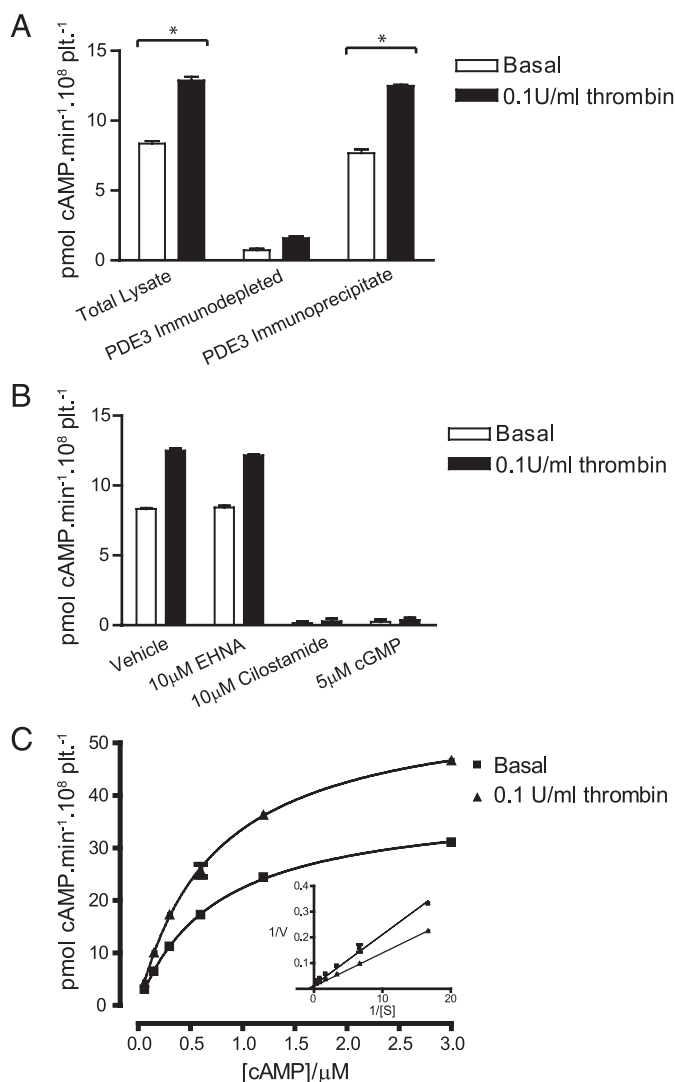 A
*
*
Basal
0.1U/ml thrombin
pmol cAMP.min⁻¹.10⁸ plt.⁻¹
15
10
5
0
Total Lysate
PDE3 Immunodepleted
PDE3 Immunoprecipitate
B
Basal
0.1U/ml thrombin
pmol cAMP.min⁻¹.10⁸ plt.⁻¹
15
10
5
0
Vehicle
10µM EHNA
10µM Cilostamide
5µM cGMP
C
Basal
0.1 U/ml thrombin
pmol cAMP.min⁻¹.10⁸ plt.⁻¹
50
40
30
20
10
0
0.0 0.5 1.0 1.5 2.0 2.5 3.0
[cAMP]/µM
1/V
0.4
0.3
0.2
0.1
0 10 20
1/[S]